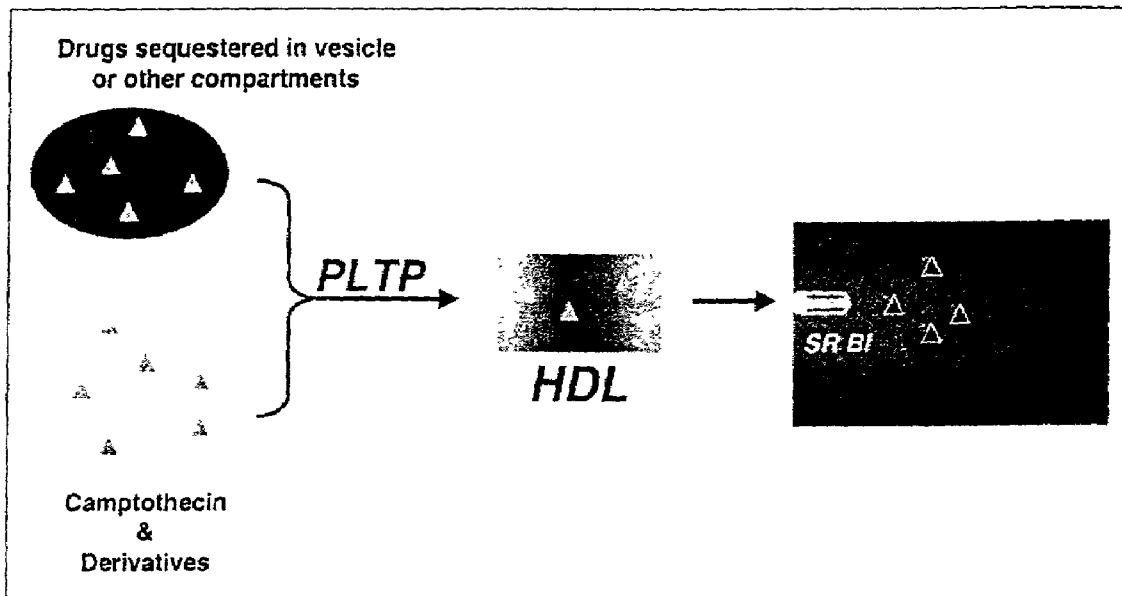 Drugs sequestered in vesicle
or other compartments
PLTP
HDL
SR BI
Camptothecin
&
Derivatives